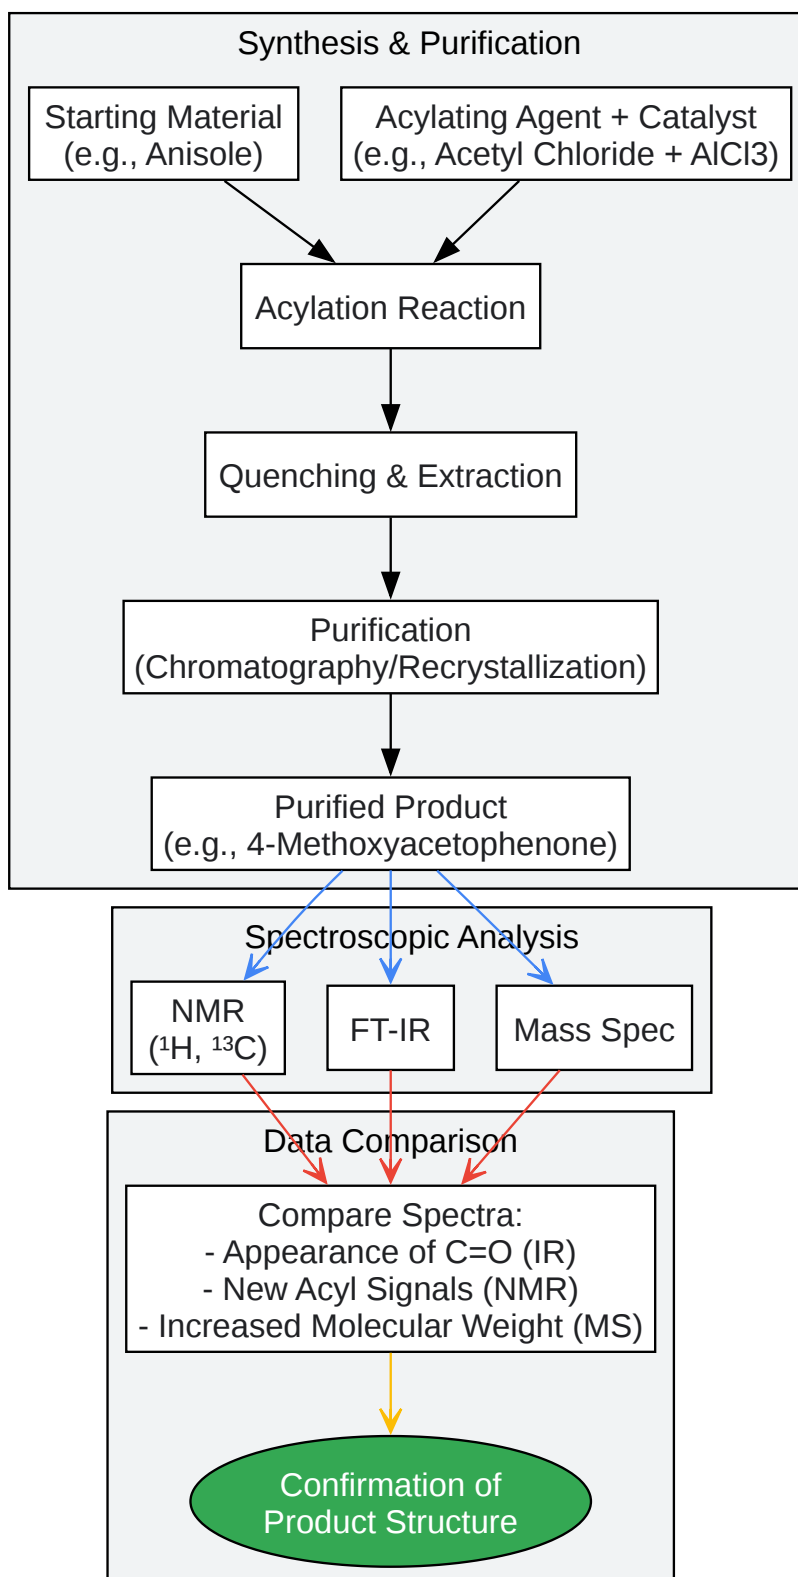 Synthesis & Purification
Starting Material
(e.g., Anisole)
Acylating Agent + Catalyst
(e.g., Acetyl Chloride + AlCl3)
Acylation Reaction
Quenching & Extraction
Purification
(Chromatography/Recrystallization)
Purified Product
(e.g., 4-Methoxyacetophenone)
Spectroscopic Analysis
NMR
(¹H, ¹³C)
FT-IR
Mass Spec
Data Comparison
Compare Spectra:
- Appearance of C=O (IR)
- New Acyl Signals (NMR)
- Increased Molecular Weight (MS)
Confirmation of
Product Structure